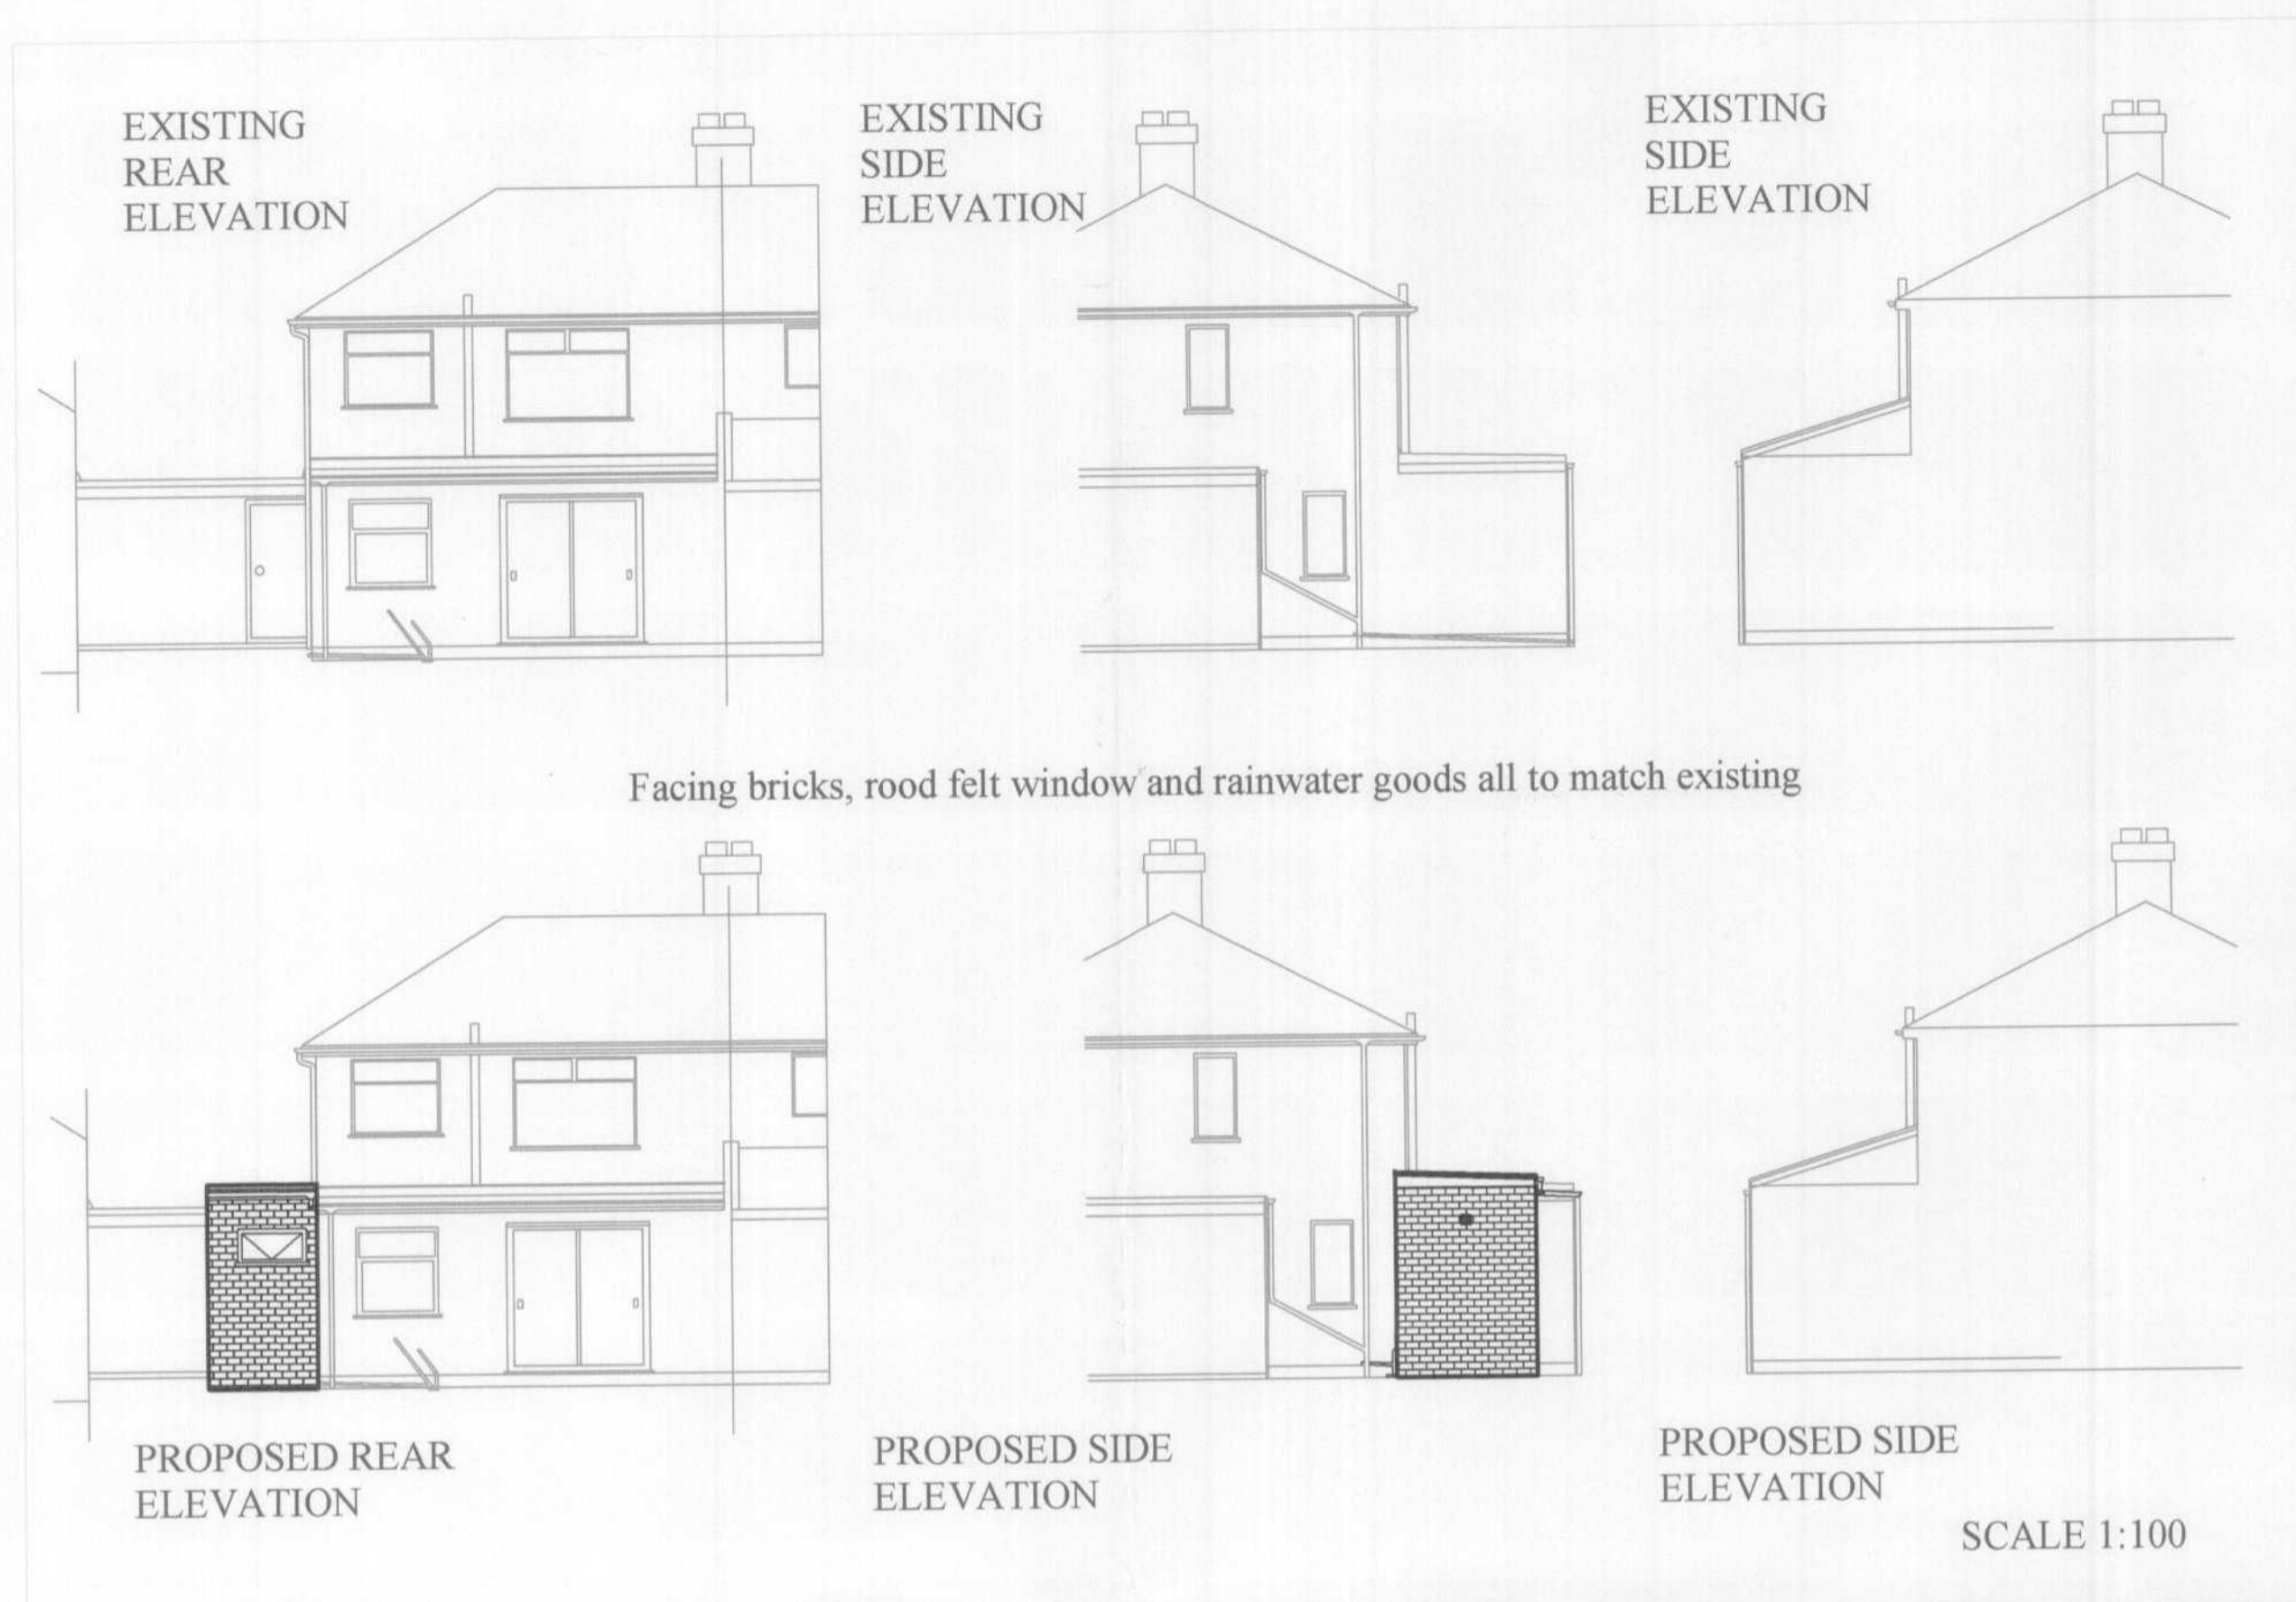 EXISTING
REAR
ELEVATION
EXISTING
SIDE
ELEVATION
EXISTING
SIDE
ELEVATION
Facing bricks, rood felt window and rainwater goods all to match existing
PROPOSED REAR
ELEVATION
PROPOSED SIDE
ELEVATION
PROPOSED SIDE
ELEVATION
SCALE 1:100